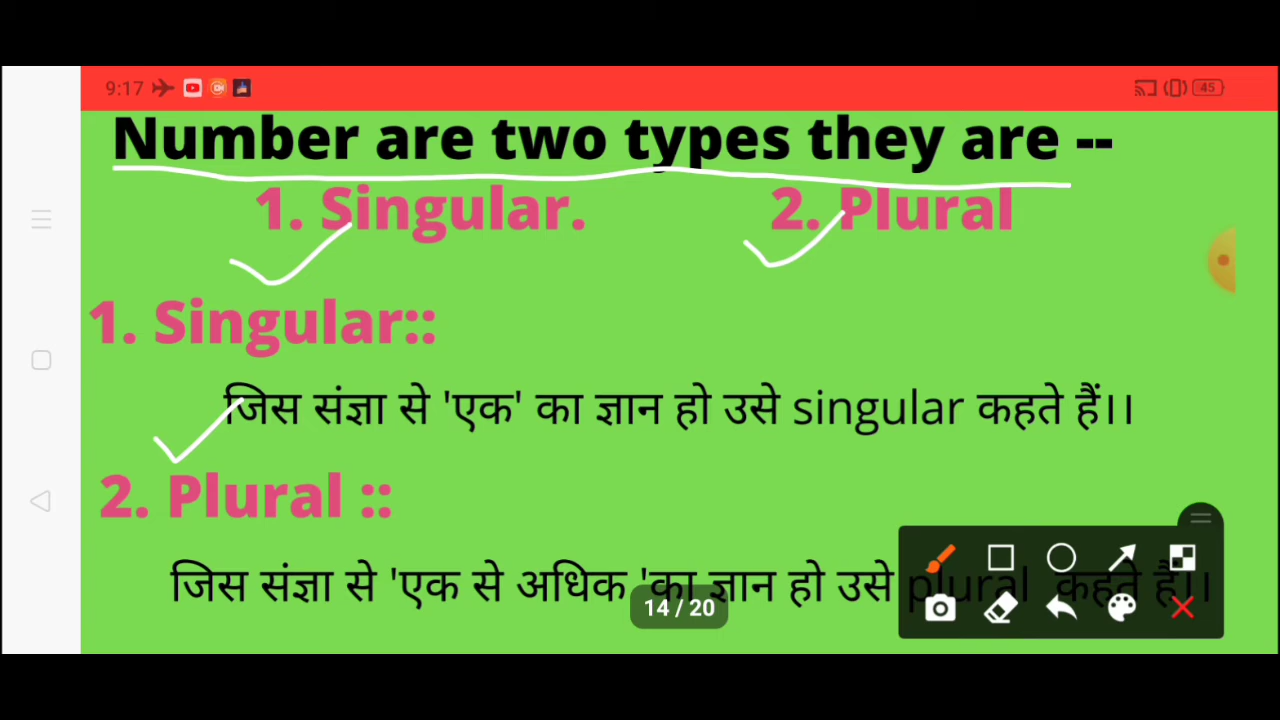 9:17
45
Number are two types they are --
1. Singular. 2. Plural
1. Singular::
जिस संज्ञा से 'एक' का ज्ञान हो उसे singular कहते हैं।।
2. Plural ::
जिस संज्ञा से 'एक से अधिक 'का ज्ञान हो उसे plural कहते हैं।।
14 / 20